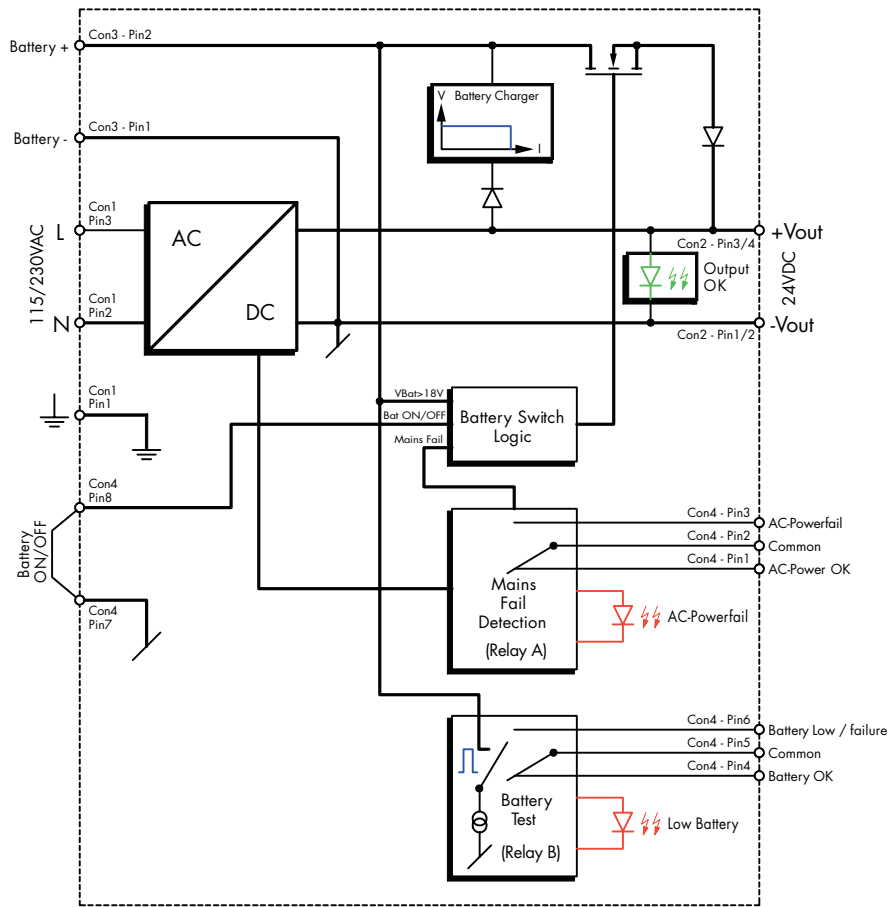 Con3 - Pin2
Battery +
V Battery Charger
I
Con3 - Pin1
Battery -
Con1
Pin3
L
115/230VAC
AC
DC
+Vout
Con2 - Pin3/4
Output
OK
24VDC
Con1
Pin2
N
-Vout
Con2 - Pin1/2
Con1
Pin1
VBat>18V
Bat ON/OFF
Mains Fail
Battery Switch
Logic
Con4
Pin8
Battery
ON/OFF
Con4
Pin7
Con4 - Pin3
AC-Powerfail
Con4 - Pin2
Common
Con4 - Pin1
AC-Power OK
Mains
Fail
Detection
(Relay A)
AC-Powerfail
Con4 - Pin6
Battery Low / failure
Con4 - Pin5
Common
Con4 - Pin4
Battery OK
Battery
Test
(Relay B)
Low Battery